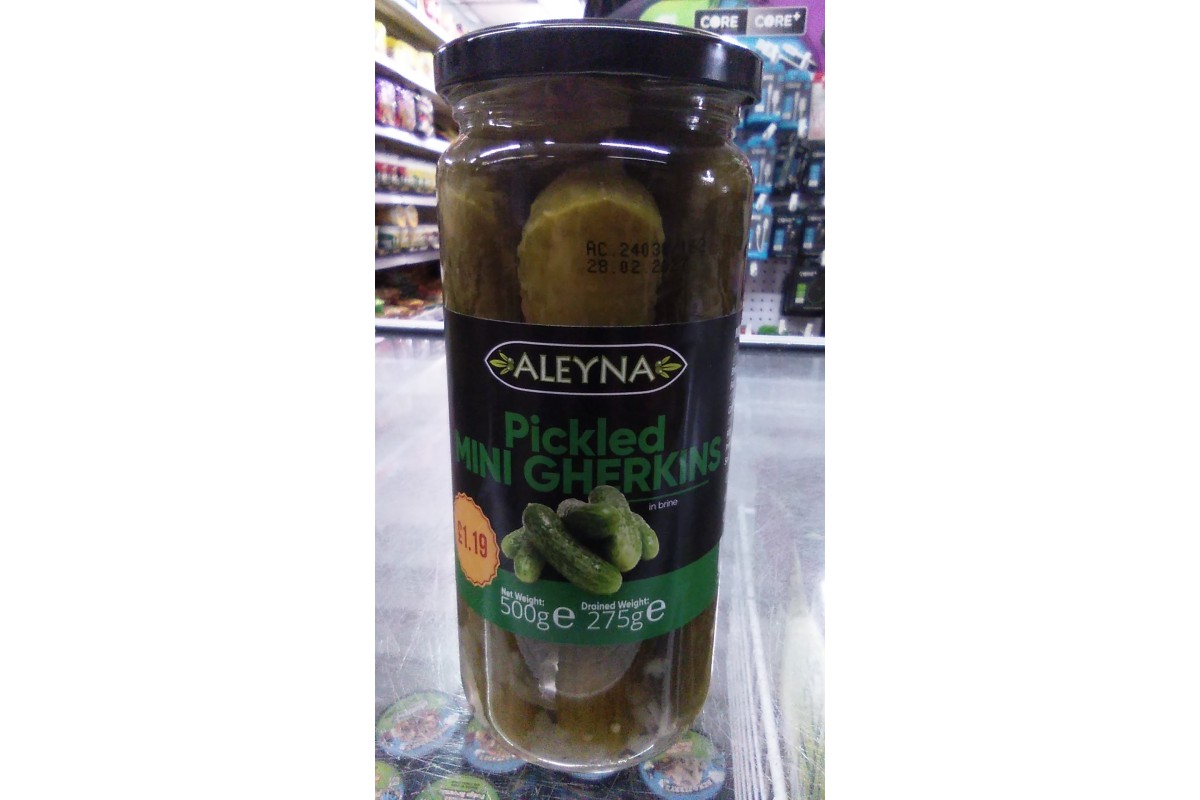 CORE CORE+
AC.2403
28.02
ALEYNA
Pickled
MINI GHERKINS
in brine
£1.19
Net Weight:
500g e
Drained Weight:
275g e